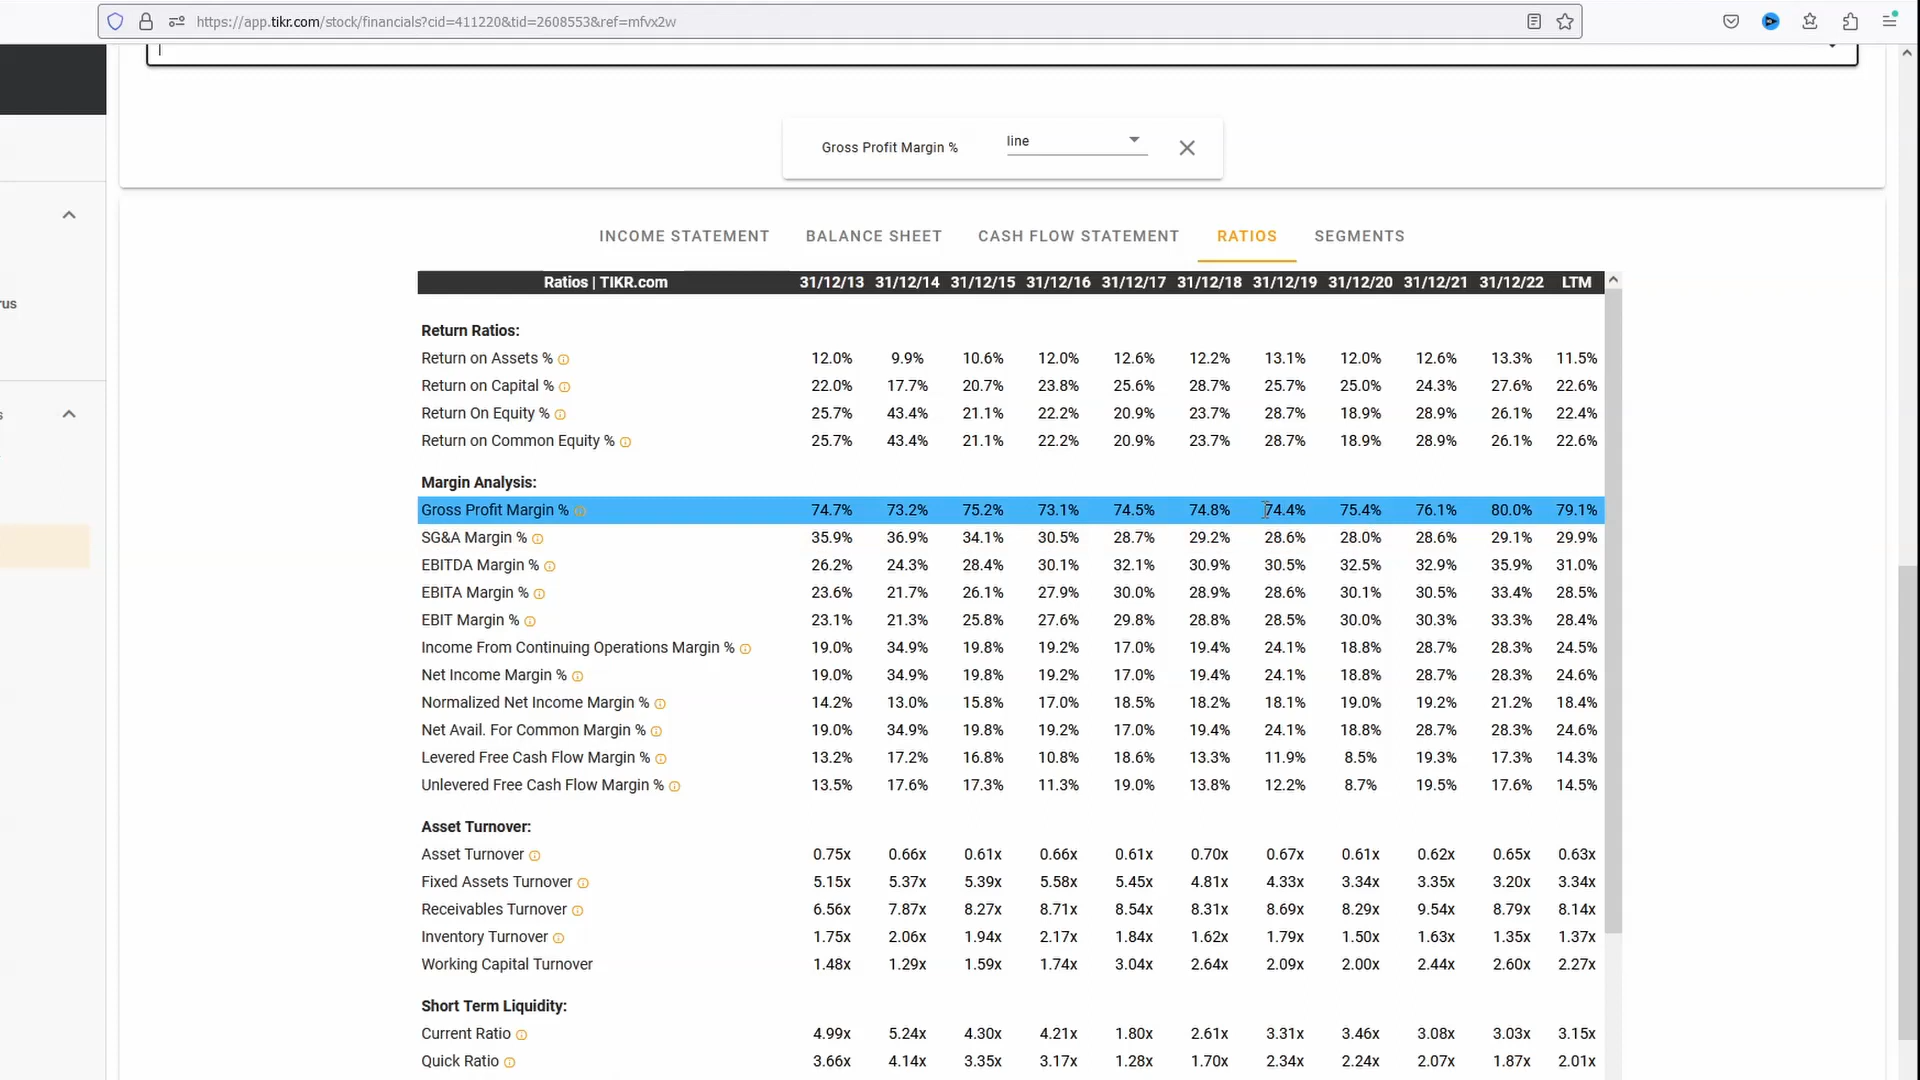 https://app.tikr.com/stock/financials?cid=411220&tid=2608553&ref=mfvx2w
Gross Profit Margin % line
rus
s
INCOME STATEMENT BALANCE SHEET CASH FLOW STATEMENT RATIOS SEGMENTS
Ratios | TIKR.com 31/12/13 31/12/14 31/12/15 31/12/16 31/12/17 31/12/18 31/12/19 31/12/20 31/12/21 31/12/22 LTM
Return Ratios:
Return on Assets % 12.0% 9.9% 10.6% 12.0% 12.6% 12.2% 13.1% 12.0% 12.6% 13.3% 11.5%
Return on Capital % 22.0% 17.7% 20.7% 23.8% 25.6% 28.7% 25.7% 25.0% 24.3% 27.6% 22.6%
Return On Equity % 25.7% 43.4% 21.1% 22.2% 20.9% 23.7% 28.7% 18.9% 28.9% 26.1% 22.4%
Return on Common Equity % 25.7% 43.4% 21.1% 22.2% 20.9% 23.7% 28.7% 18.9% 28.9% 26.1% 22.6%
Margin Analysis:
Gross Profit Margin % 74.7% 73.2% 75.2% 73.1% 74.5% 74.8% 74.4% 75.4% 76.1% 80.0% 79.1%
SG&A Margin % 35.9% 36.9% 34.1% 30.5% 28.7% 29.2% 28.6% 28.0% 28.6% 29.1% 29.9%
EBITDA Margin % 26.2% 24.3% 28.4% 30.1% 32.1% 30.9% 30.5% 32.5% 32.9% 35.9% 31.0%
EBITA Margin % 23.6% 21.7% 26.1% 27.9% 30.0% 28.9% 28.6% 30.1% 30.5% 33.4% 28.5%
EBIT Margin % 23.1% 21.3% 25.8% 27.6% 29.8% 28.8% 28.5% 30.0% 30.3% 33.3% 28.4%
Income From Continuing Operations Margin % 19.0% 34.9% 19.8% 19.2% 17.0% 19.4% 24.1% 18.8% 28.7% 28.3% 24.5%
Net Income Margin % 19.0% 34.9% 19.8% 19.2% 17.0% 19.4% 24.1% 18.8% 28.7% 28.3% 24.6%
Normalized Net Income Margin % 14.2% 13.0% 15.8% 17.0% 18.5% 18.2% 18.1% 19.0% 19.2% 21.2% 18.4%
Net Avail. For Common Margin % 19.0% 34.9% 19.8% 19.2% 17.0% 19.4% 24.1% 18.8% 28.7% 28.3% 24.6%
Levered Free Cash Flow Margin % 13.2% 17.2% 16.8% 10.8% 18.6% 13.3% 11.9% 8.5% 19.3% 17.3% 14.3%
Unlevered Free Cash Flow Margin % 13.5% 17.6% 17.3% 11.3% 19.0% 13.8% 12.2% 8.7% 19.5% 17.6% 14.5%
Asset Turnover:
Asset Turnover 0.75x 0.66x 0.61x 0.66x 0.61x 0.70x 0.67x 0.61x 0.62x 0.65x 0.63x
Fixed Assets Turnover 5.15x 5.37x 5.39x 5.58x 5.45x 4.81x 4.33x 3.34x 3.35x 3.20x 3.34x
Receivables Turnover 6.56x 7.87x 8.27x 8.71x 8.54x 8.31x 8.69x 8.29x 9.54x 8.79x 8.14x
Inventory Turnover 1.75x 2.06x 1.94x 2.17x 1.84x 1.62x 1.79x 1.50x 1.63x 1.35x 1.37x
Working Capital Turnover 1.48x 1.29x 1.59x 1.74x 3.04x 2.64x 2.09x 2.00x 2.44x 2.60x 2.27x
Short Term Liquidity:
Current Ratio 4.99x 5.24x 4.30x 4.21x 1.80x 2.61x 3.31x 3.46x 3.08x 3.03x 3.15x
Quick Ratio 3.66x 4.14x 3.35x 3.17x 1.28x 1.70x 2.34x 2.24x 2.07x 1.87x 2.01x